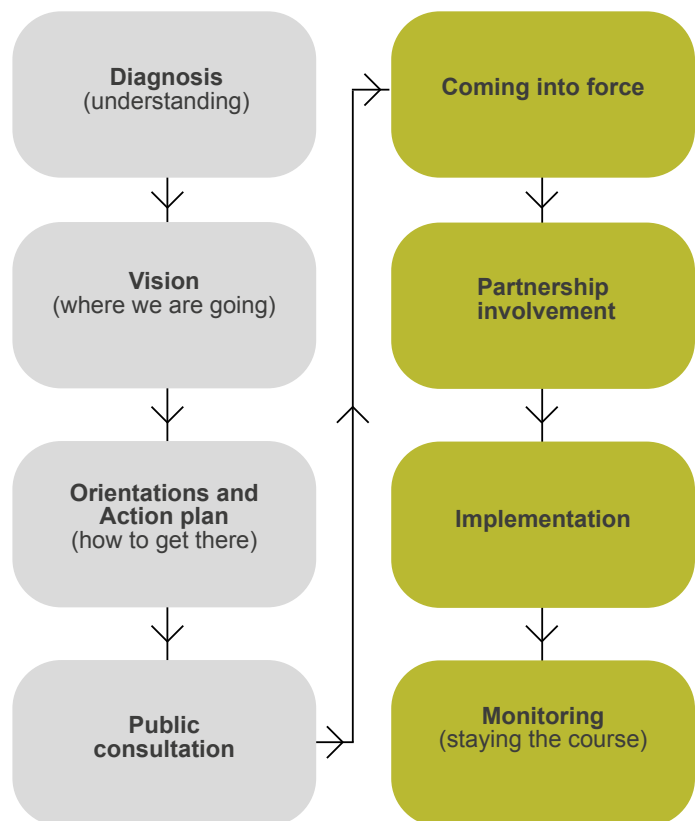 Diagnosis
(understanding)
Vision
(where we are going)
Orientations and
Action plan
(how to get there)
Public
consultation
Coming into force
Partnership
involvement
Implementation
Monitoring
(staying the course)